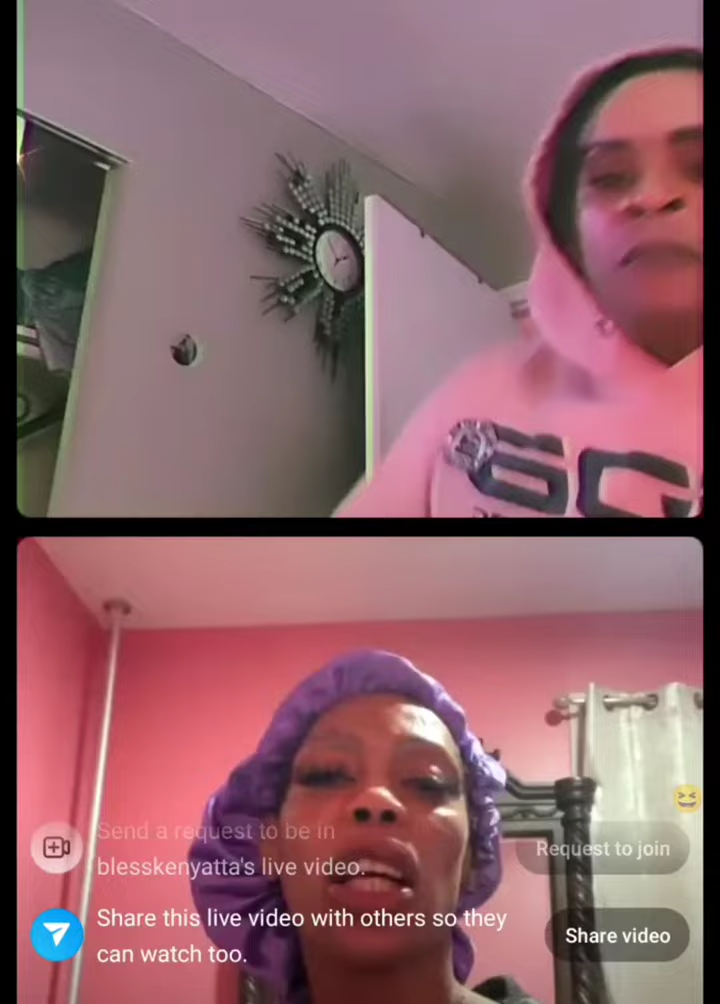 Send a request to be in
blesskenyatta's live video.
Request to join
Share this live video with others so they
can watch too.
Share video